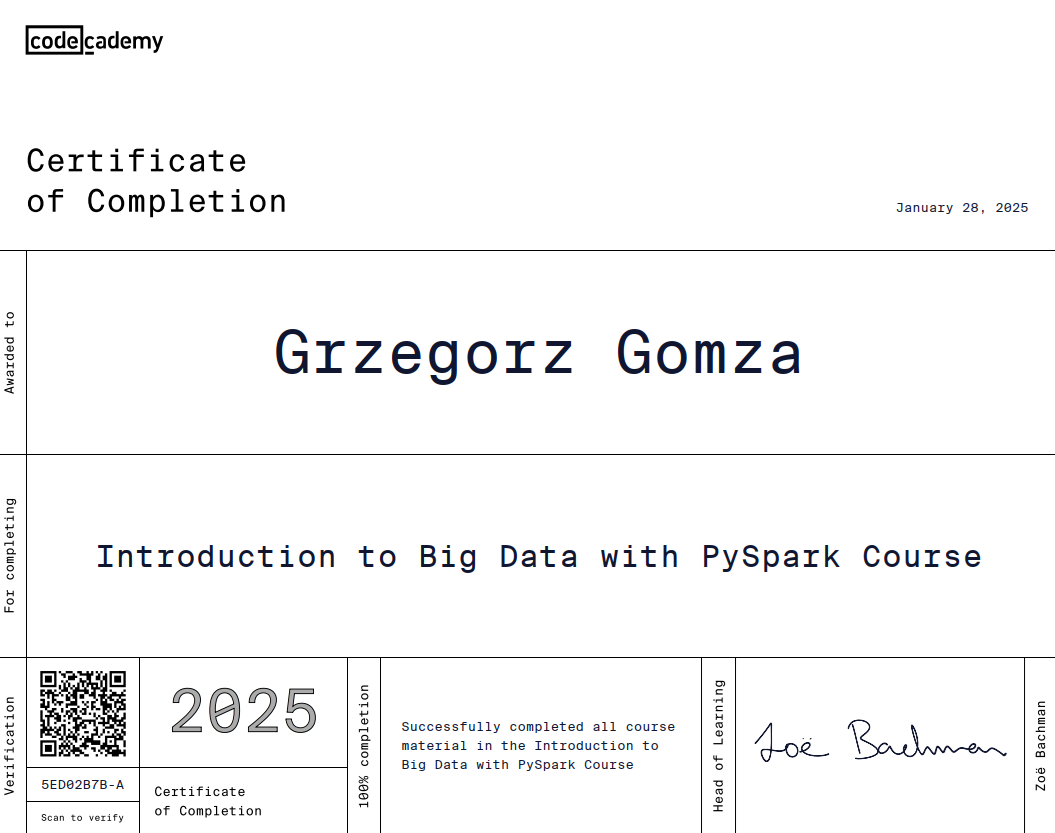 codecademy
Certificate
of Completion
January 28, 2025
Awarded to
Grzegorz Gomza
For completing
Introduction to Big Data with PySpark Course
Verification
5ED02B7B-A
Scan to verify
2025
Certificate
of Completion
100% completion
Successfully completed all course
material in the Introduction to
Big Data with PySpark Course
Head of Learning
Zoë Bachman
Zoë Bachman